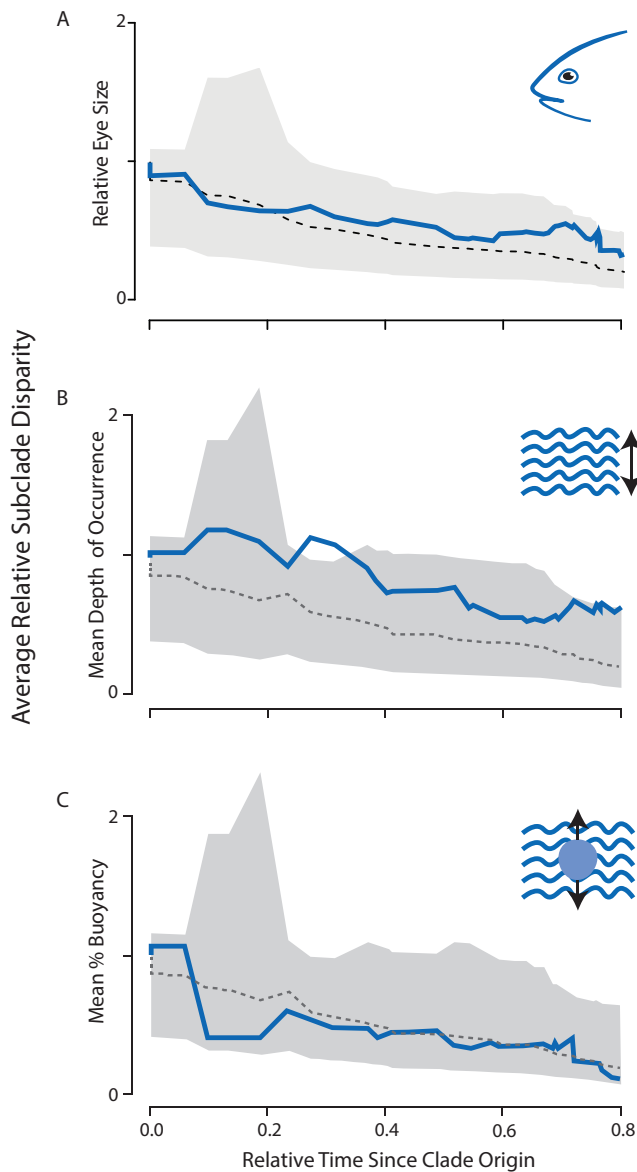 Average Relative Subclade Disparity
A
Relative Eye Size
2
1
0
B
Mean Depth of Occurrence
2
1
0
C
Mean % Buoyancy
2
1
0
0.0 0.2 0.4 0.6 0.8
Relative Time Since Clade Origin